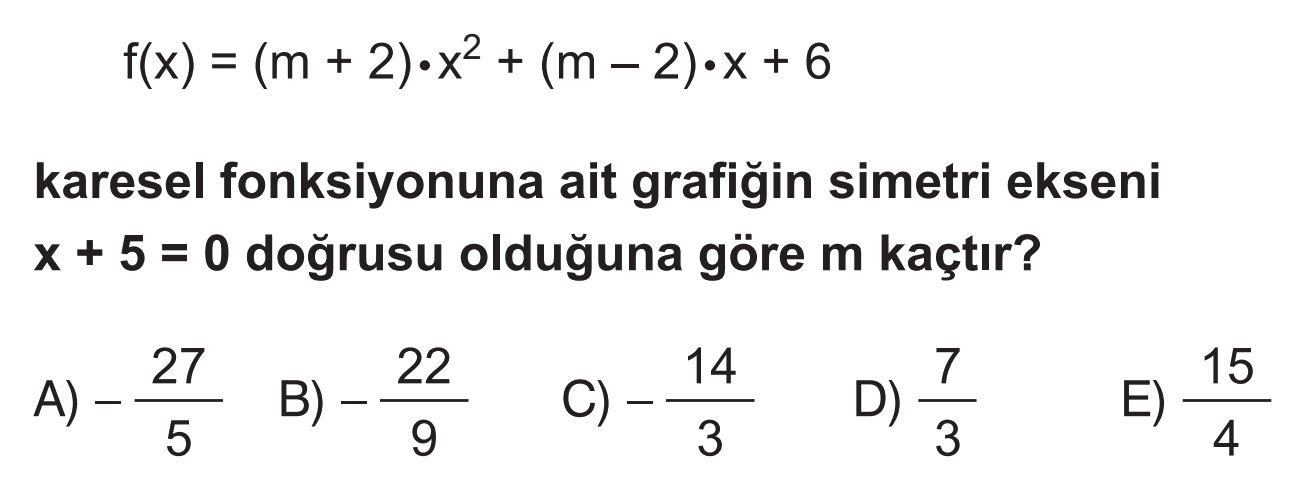 f(x) = (m + 2)•x² + (m – 2)•x + 6
karesel fonksiyonuna ait grafiğin simetri ekseni
x + 5 = 0 doğrusu olduğuna göre m kaçtır?
A) – 27/5 B) – 22/9 C) – 14/3 D) 7/3 E) 15/4